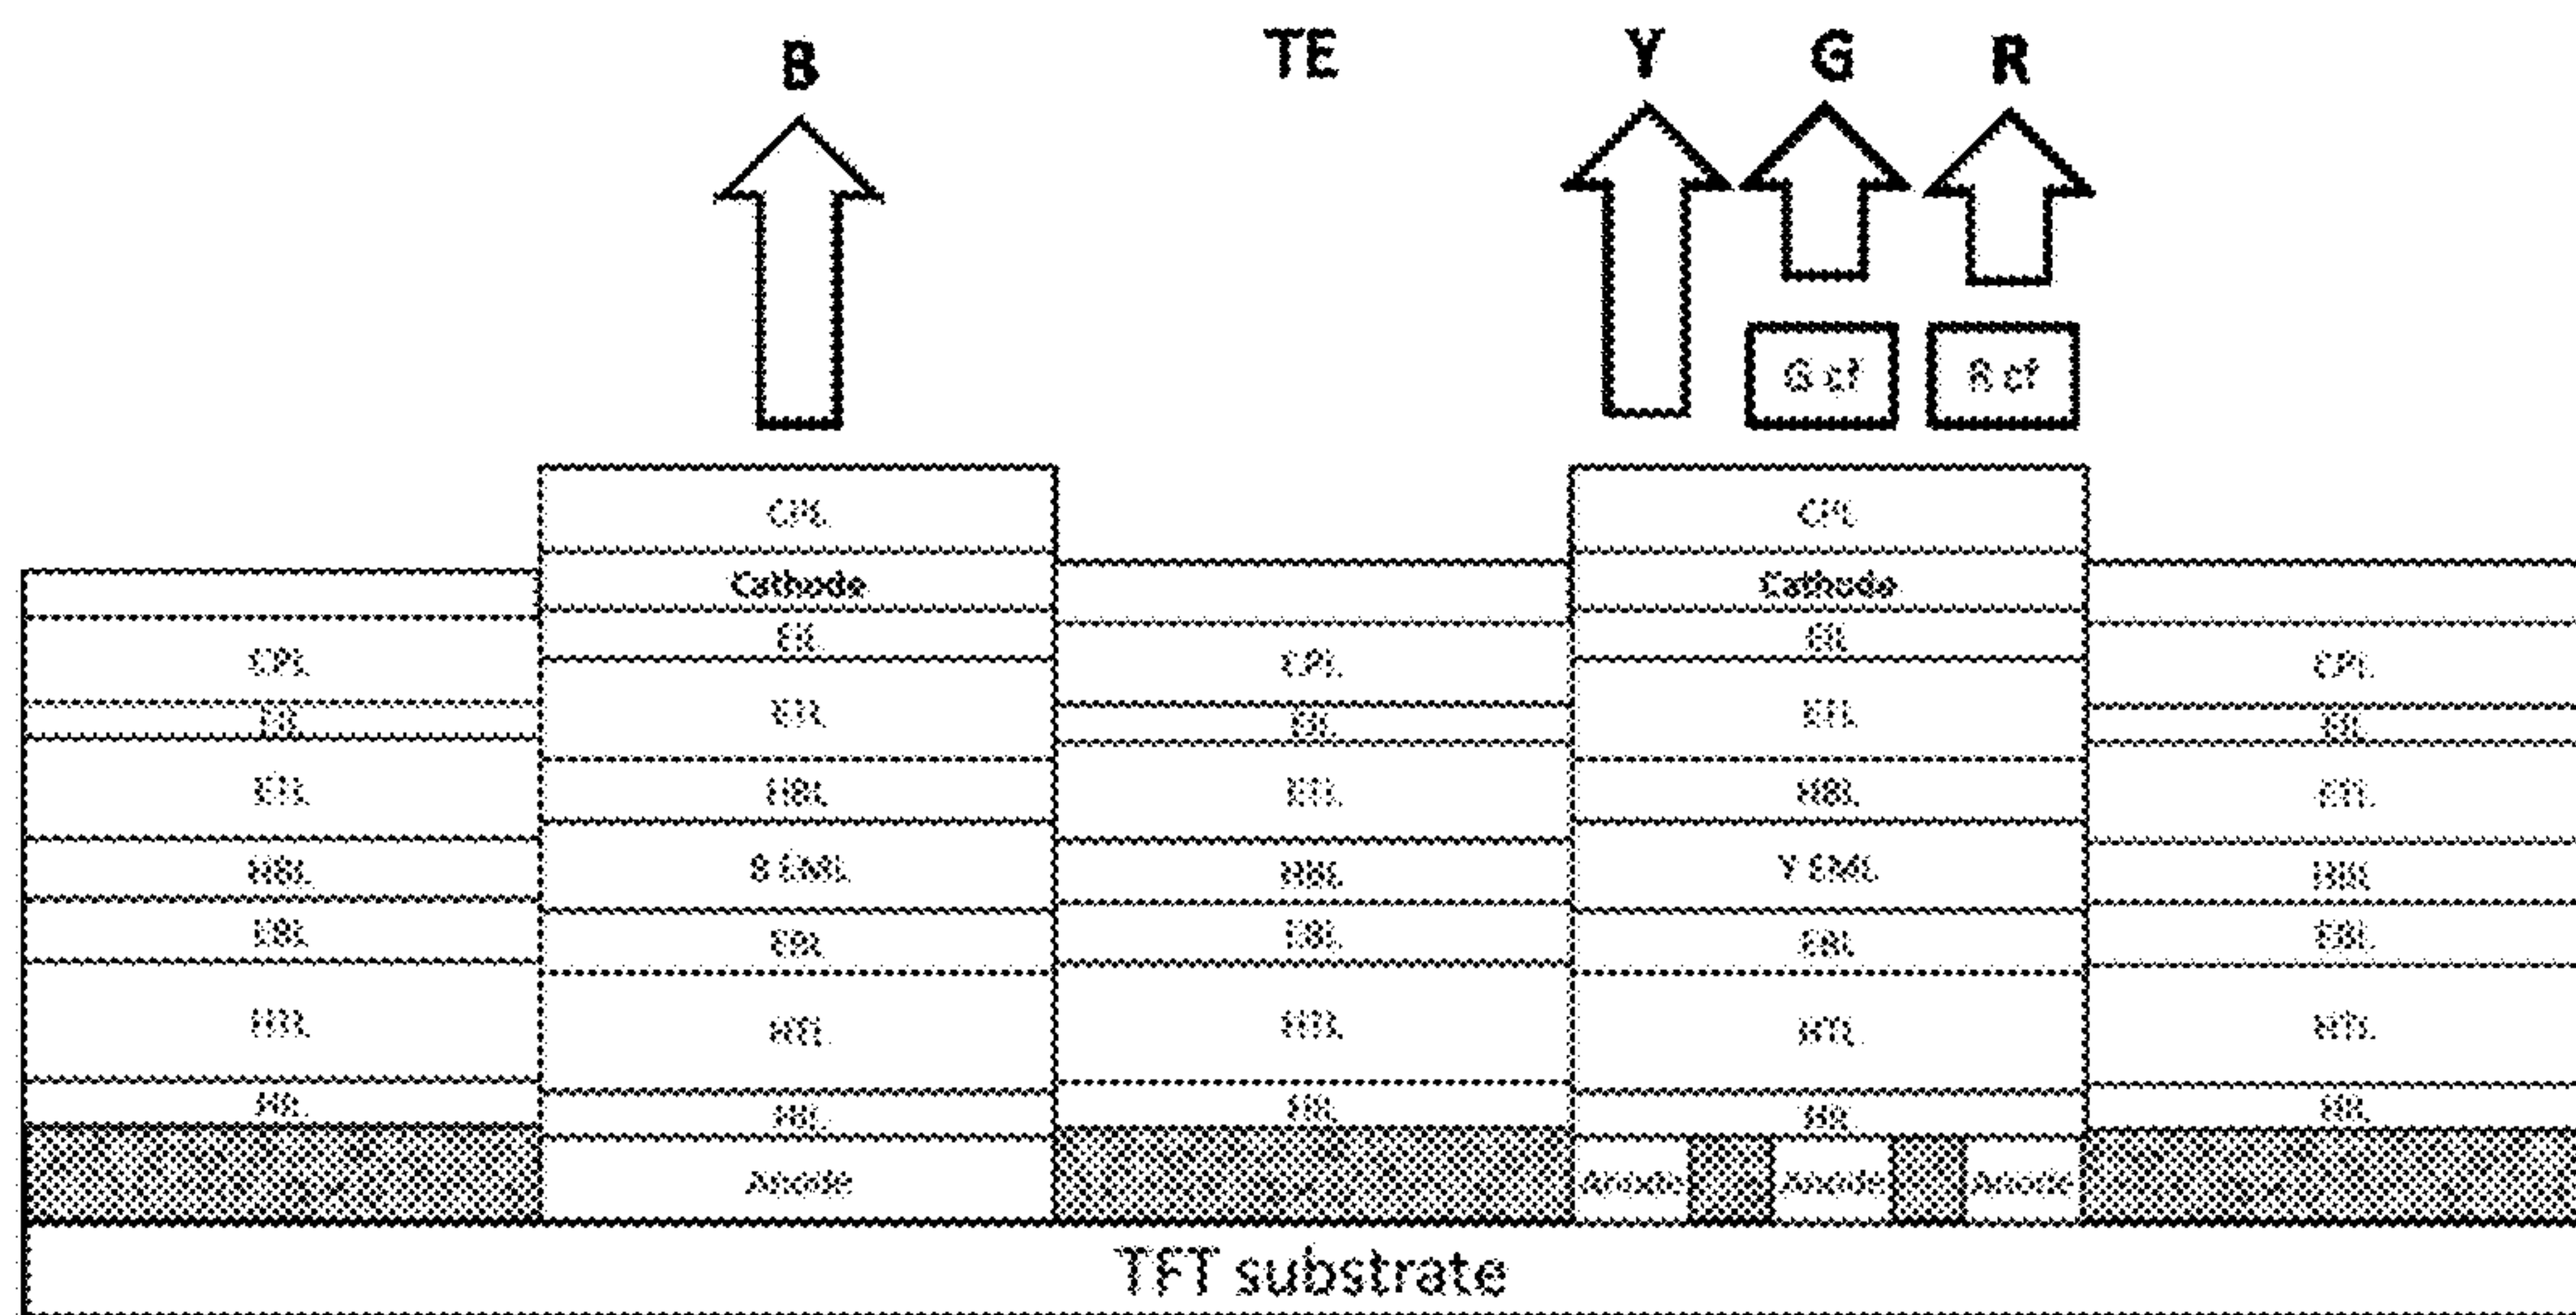 B TE Y G R
G cf R cf
CPL CPL
Cathode Cathode
EIL EIL
CPL CPL CPL
EIL EIL EIL
ETL ETL
ETL ETL ETL
HBL HBL
B EML Y EML
HBL HBL HBL
EBL EBL EBL
EBL EBL
HTL HTL HTL
HTL HTL
HIL HIL HIL
HIL HIL
Anode Anode Anode Anode
TFT substrate